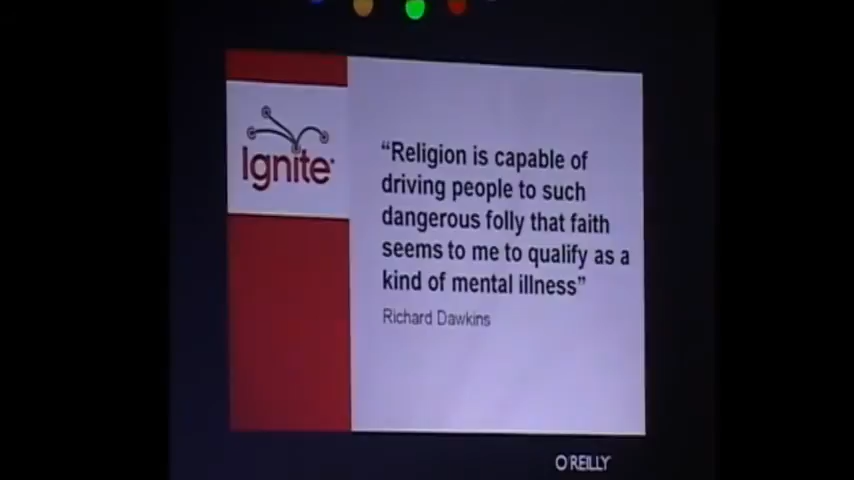 Ignite
“Religion is capable of
driving people to such
dangerous folly that faith
seems to me to qualify as a
kind of mental illness”
Richard Dawkins
O'REILLY